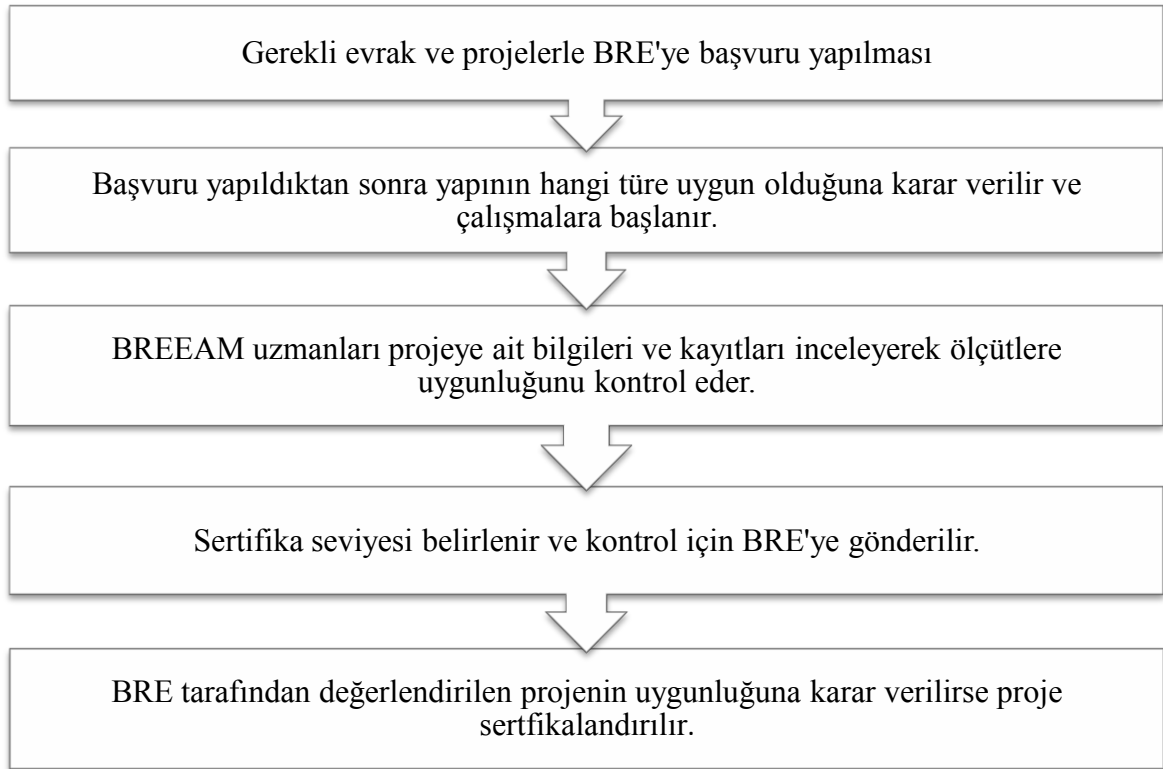 Gerekli evrak ve projelerle BRE'ye başvuru yapılması
Başvuru yapıldıktan sonra yapının hangi türe uygun olduğuna karar verilir ve
çalışmalara başlanır.
BREEAM uzmanları projeye ait bilgileri ve kayıtları inceleyerek ölçütlere
uygunluğunu kontrol eder.
Sertifika seviyesi belirlenir ve kontrol için BRE'ye gönderilir.
BRE tarafından değerlendirilen projenin uygunluğuna karar verilirse proje
sertfikalandırılır.